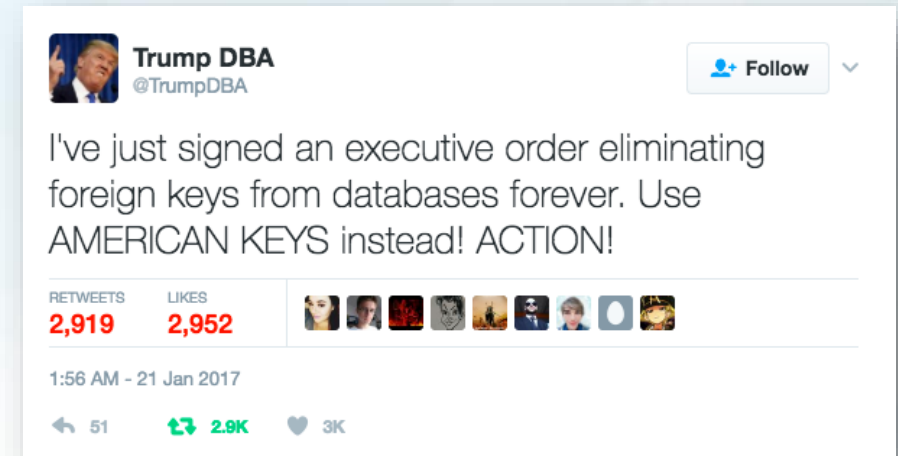 Trump DBA
@TrumpDBA
Follow
I've just signed an executive order eliminating
foreign keys from databases forever. Use
AMERICAN KEYS instead! ACTION!
RETWEETS LIKES
2,919 2,952
1:56 AM - 21 Jan 2017
51 2.9K 3K